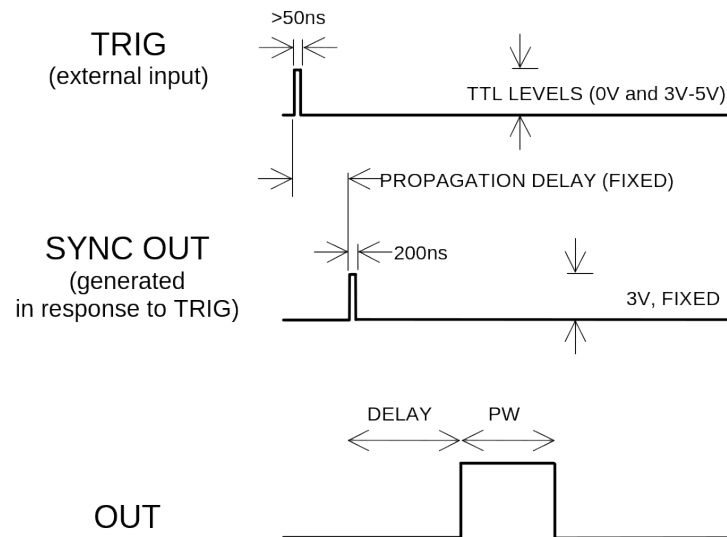 >50ns
TRIG
(external input)
TTL LEVELS (0V and 3V-5V)
PROPAGATION DELAY (FIXED)
SYNC OUT
(generated
in response to TRIG)
200ns
3V, FIXED
DELAY
PW
OUT